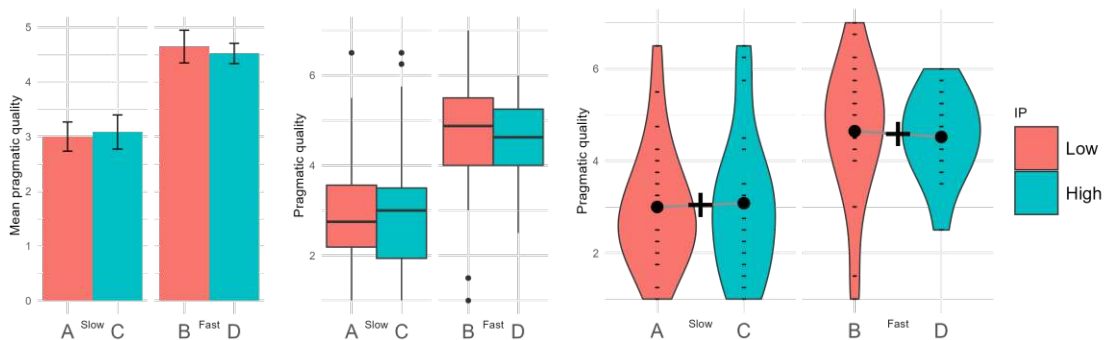 Mean pragmatic quality
5
4
3
2
1
0
A Slow C B Fast D
Pragmatic quality
6
4
2
A Slow C B Fast D
Pragmatic quality
6
4
2
A Slow C B Fast D
IP
Low
High